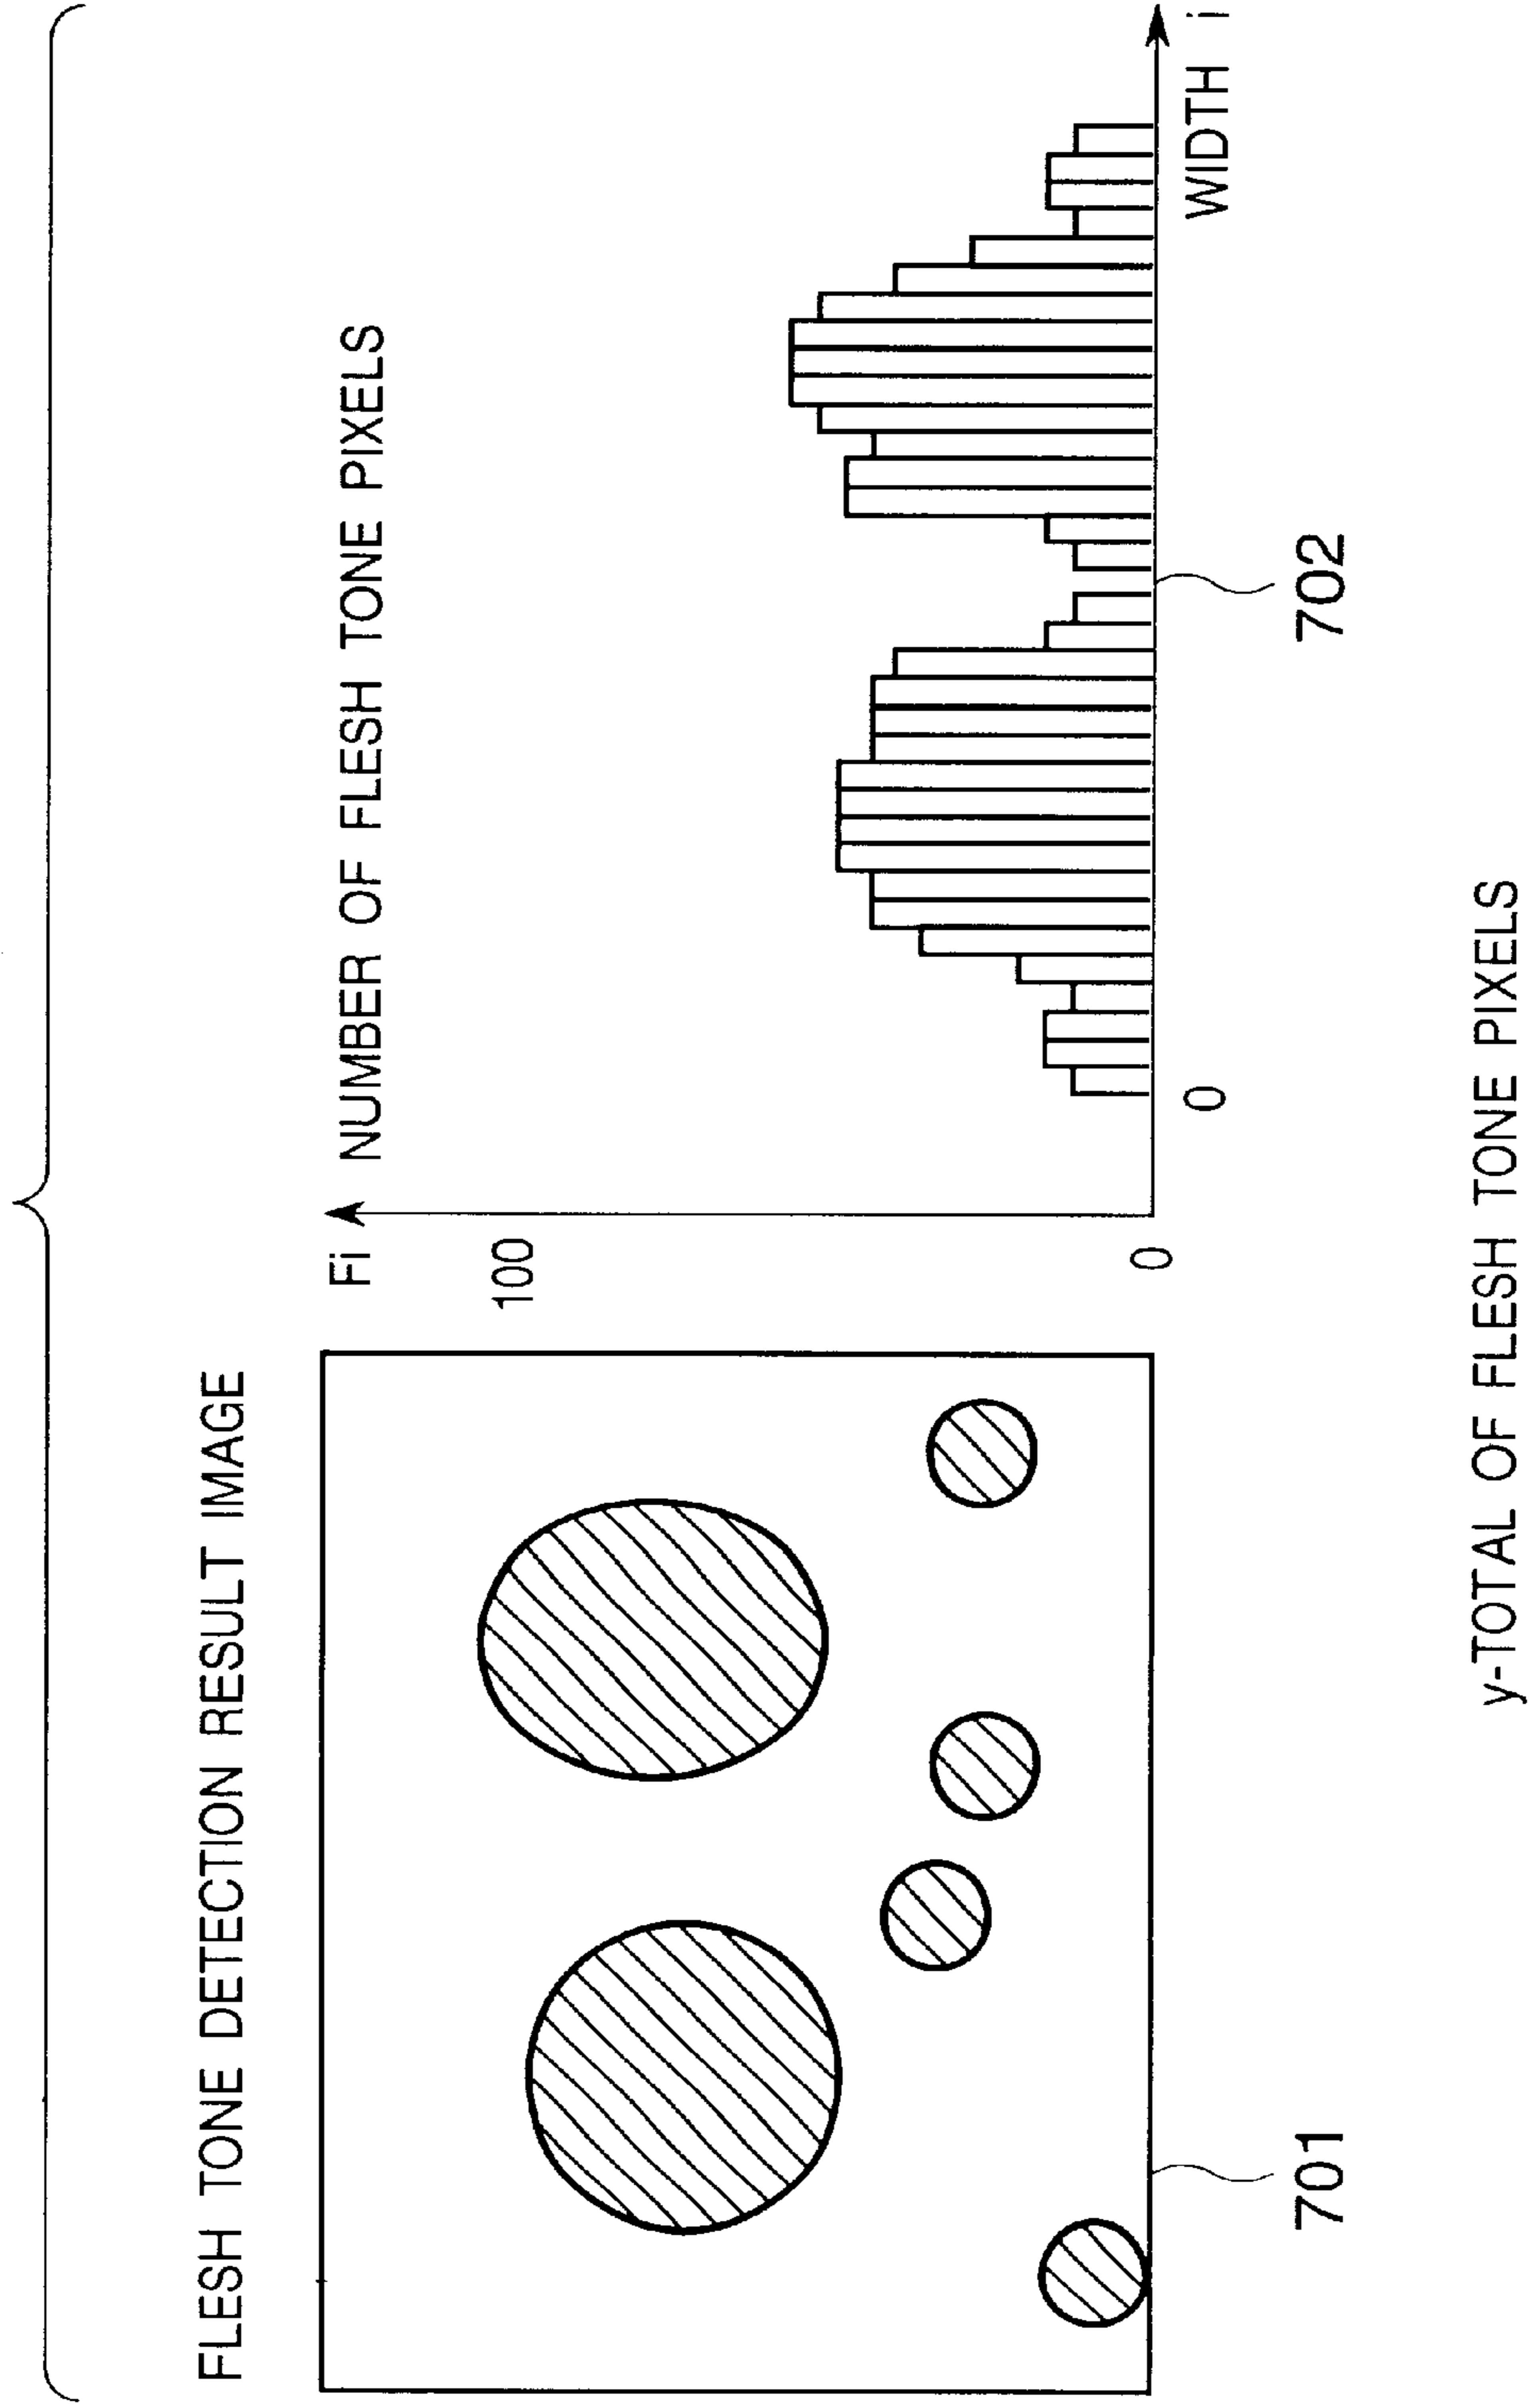 FLESH TONE DETECTION RESULT IMAGE
701
Fi
NUMBER OF FLESH TONE PIXELS
100
0
0
WIDTH i
702
y-TOTAL OF FLESH TONE PIXELS